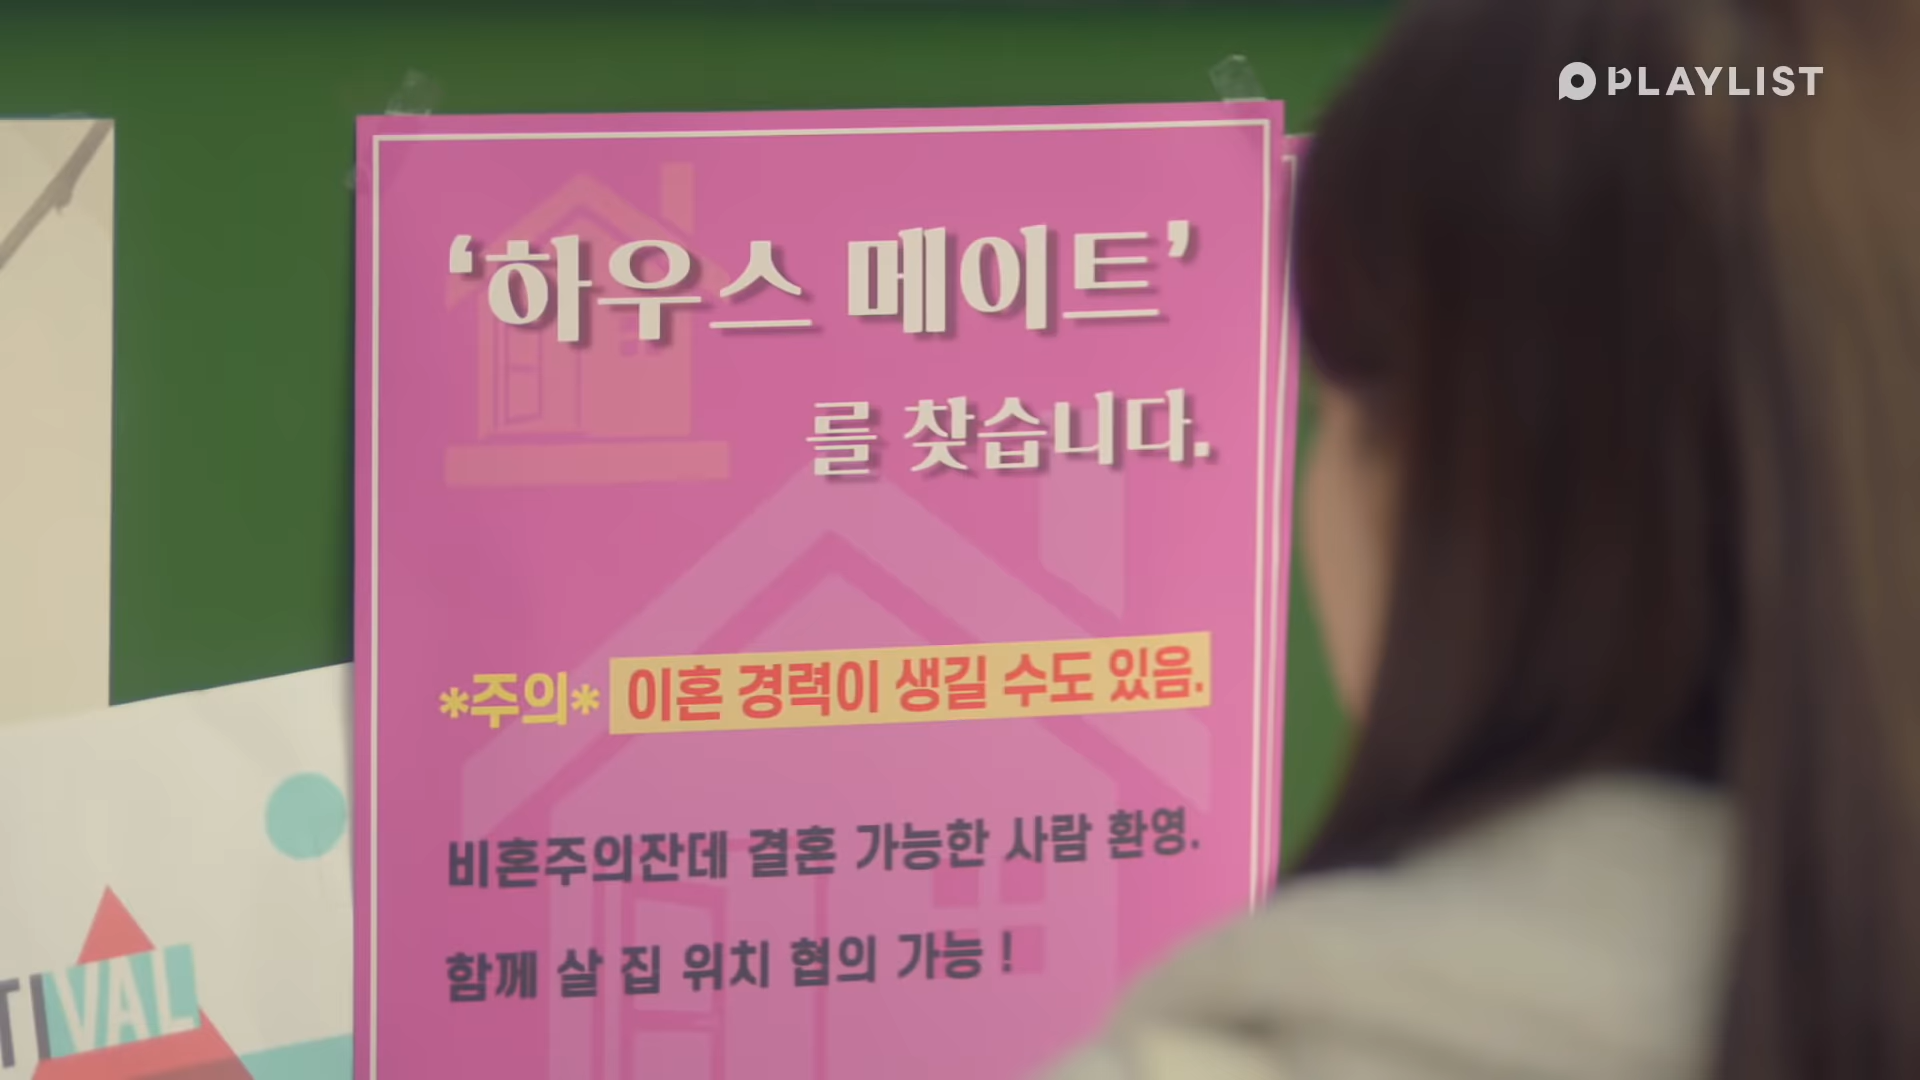 PLAYLIST
‘하우스 메이트’
를 찾습니다.
*주의* 이혼 경력이 생길 수도 있음.
비혼주의잔데 결혼 가능한 사람 환영.
함께 살 집 위치 협의 가능!
TIVAL